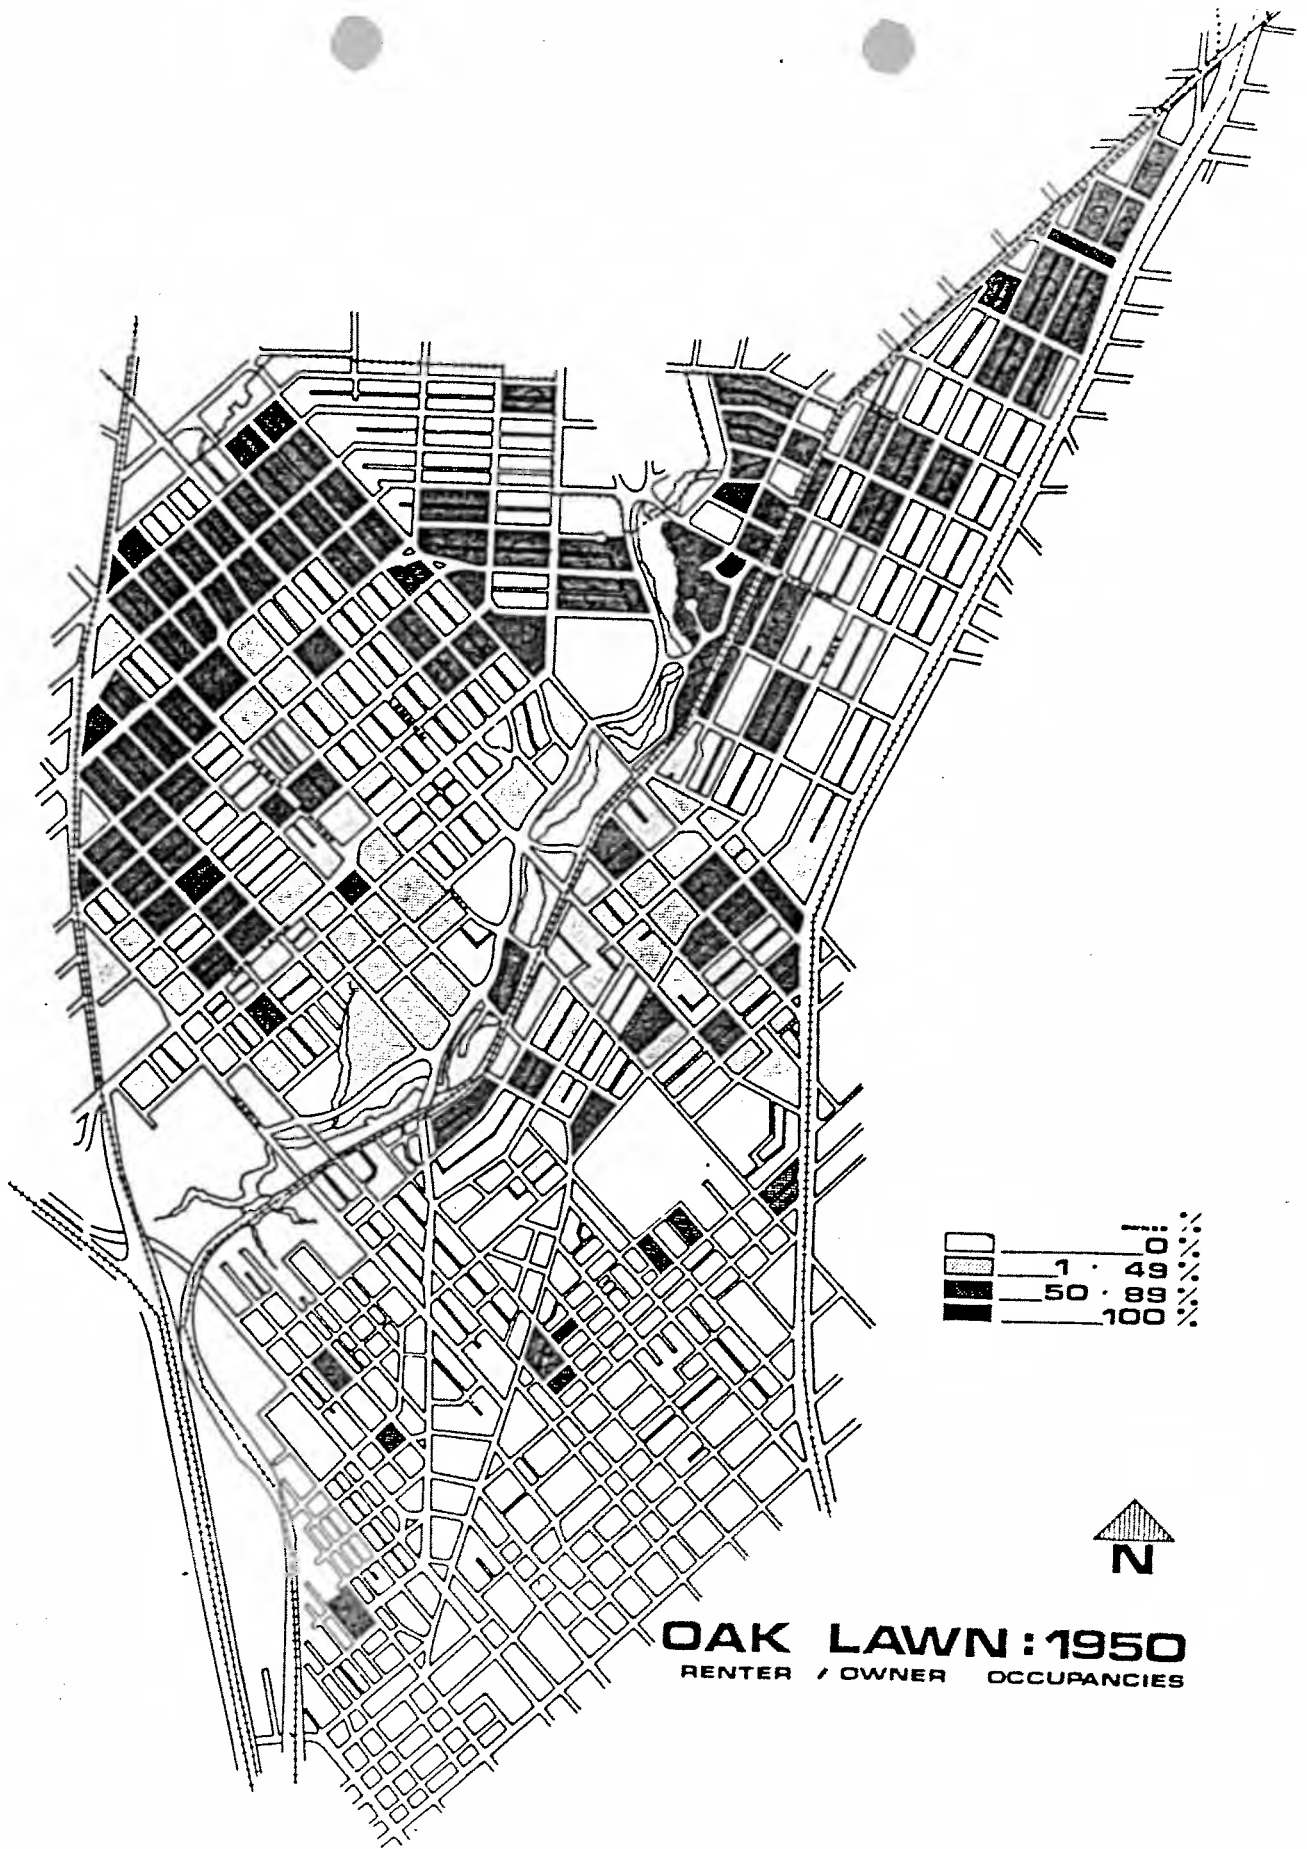 %
0 %
1 · 49 %
50 · 89 %
100 %
N
OAK LAWN : 1950
RENTER / OWNER OCCUPANCIES